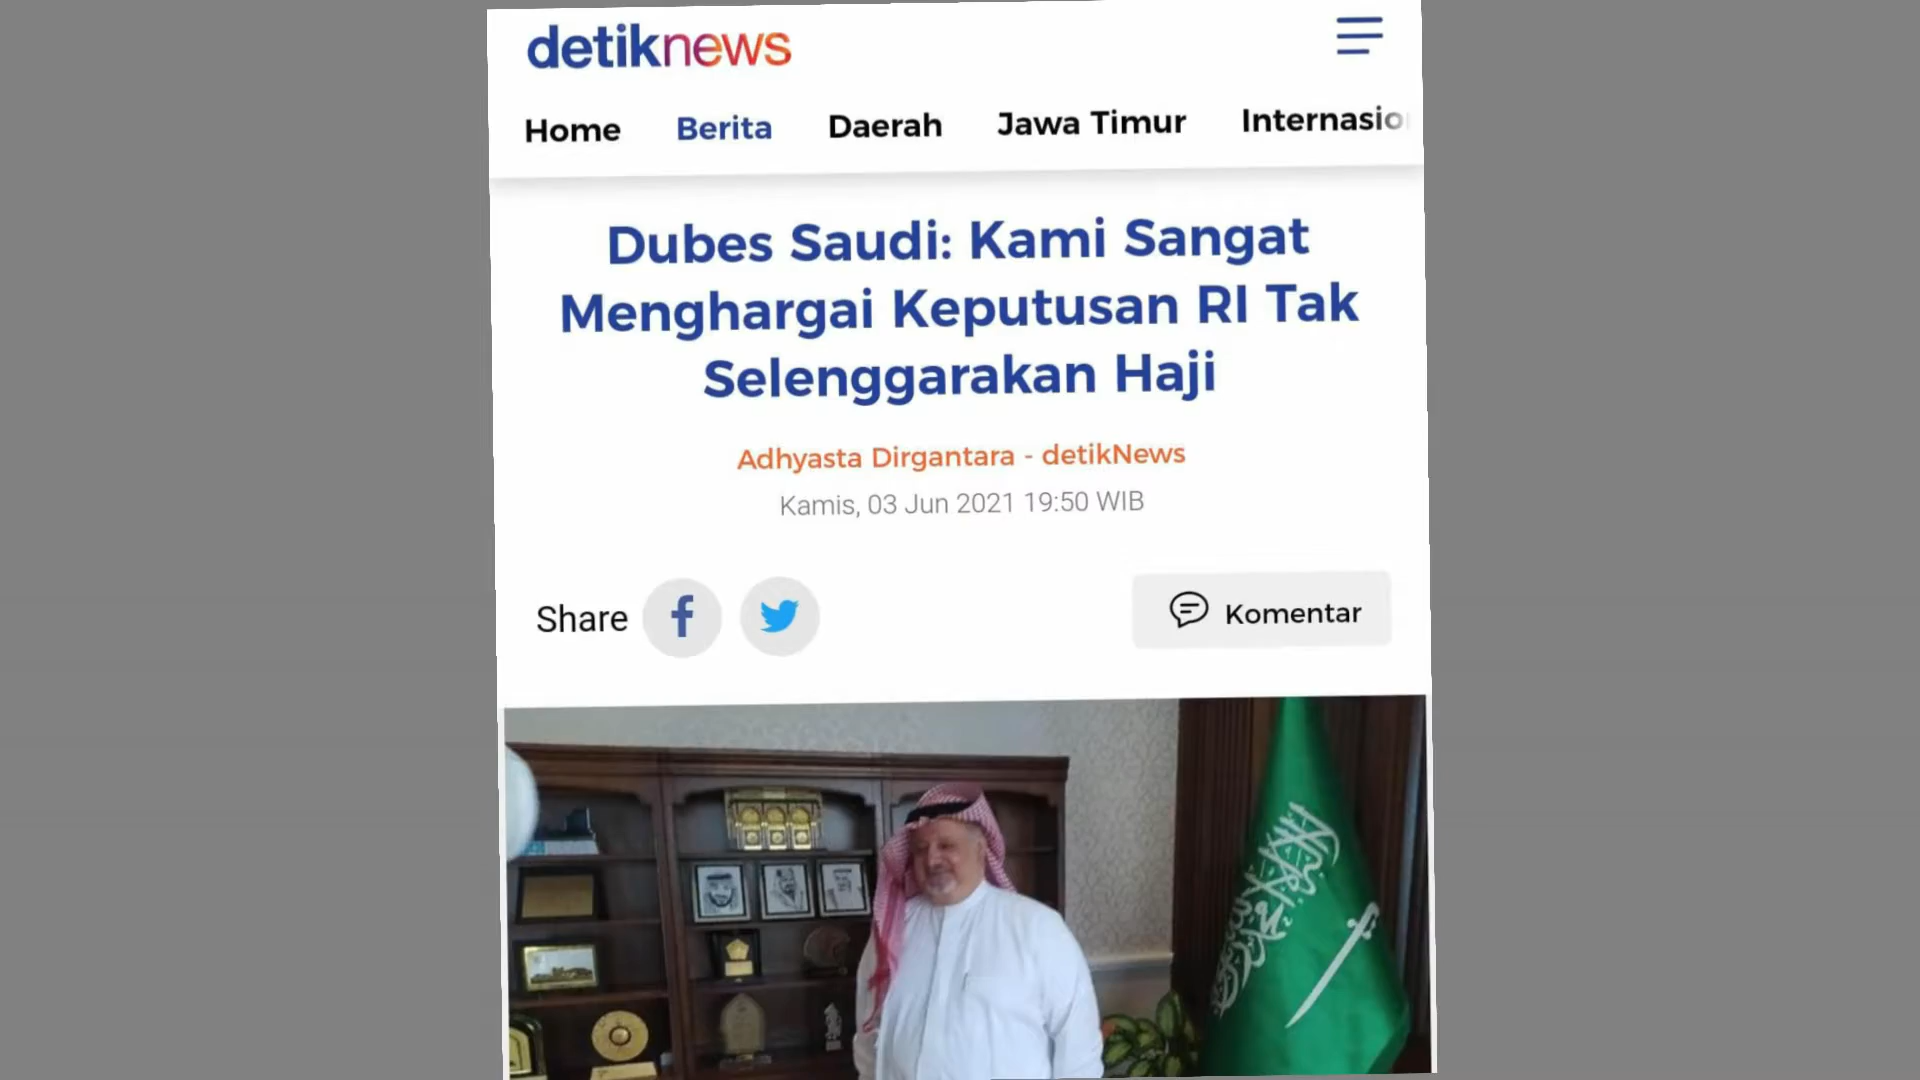 detiknews
Home Berita Daerah Jawa Timur Internasio
Dubes Saudi: Kami Sangat
Menghargai Keputusan RI Tak
Selenggarakan Haji
Adhyasta Dirgantara - detikNews
Kamis, 03 Jun 2021 19:50 WIB
Share
Komentar